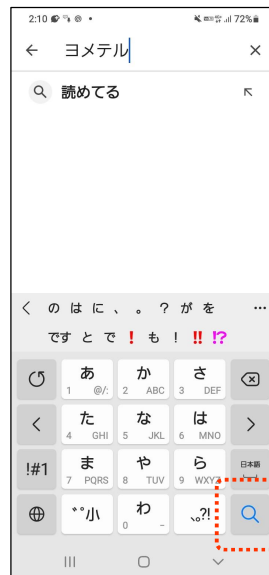 2:10 72%
ヨメテル
読めてる
の は に 、 。 ? が を
です と で ! も ! !! !?
あ か さ
1 @/: 2 ABC 3 DEF
た な は
4 GHI 5 JKL 6 MNO
!#1 ま や ら 日本語
7 PQRS 8 TUV 9 WXYZ
゛゜小 わ 、。?!
0 –